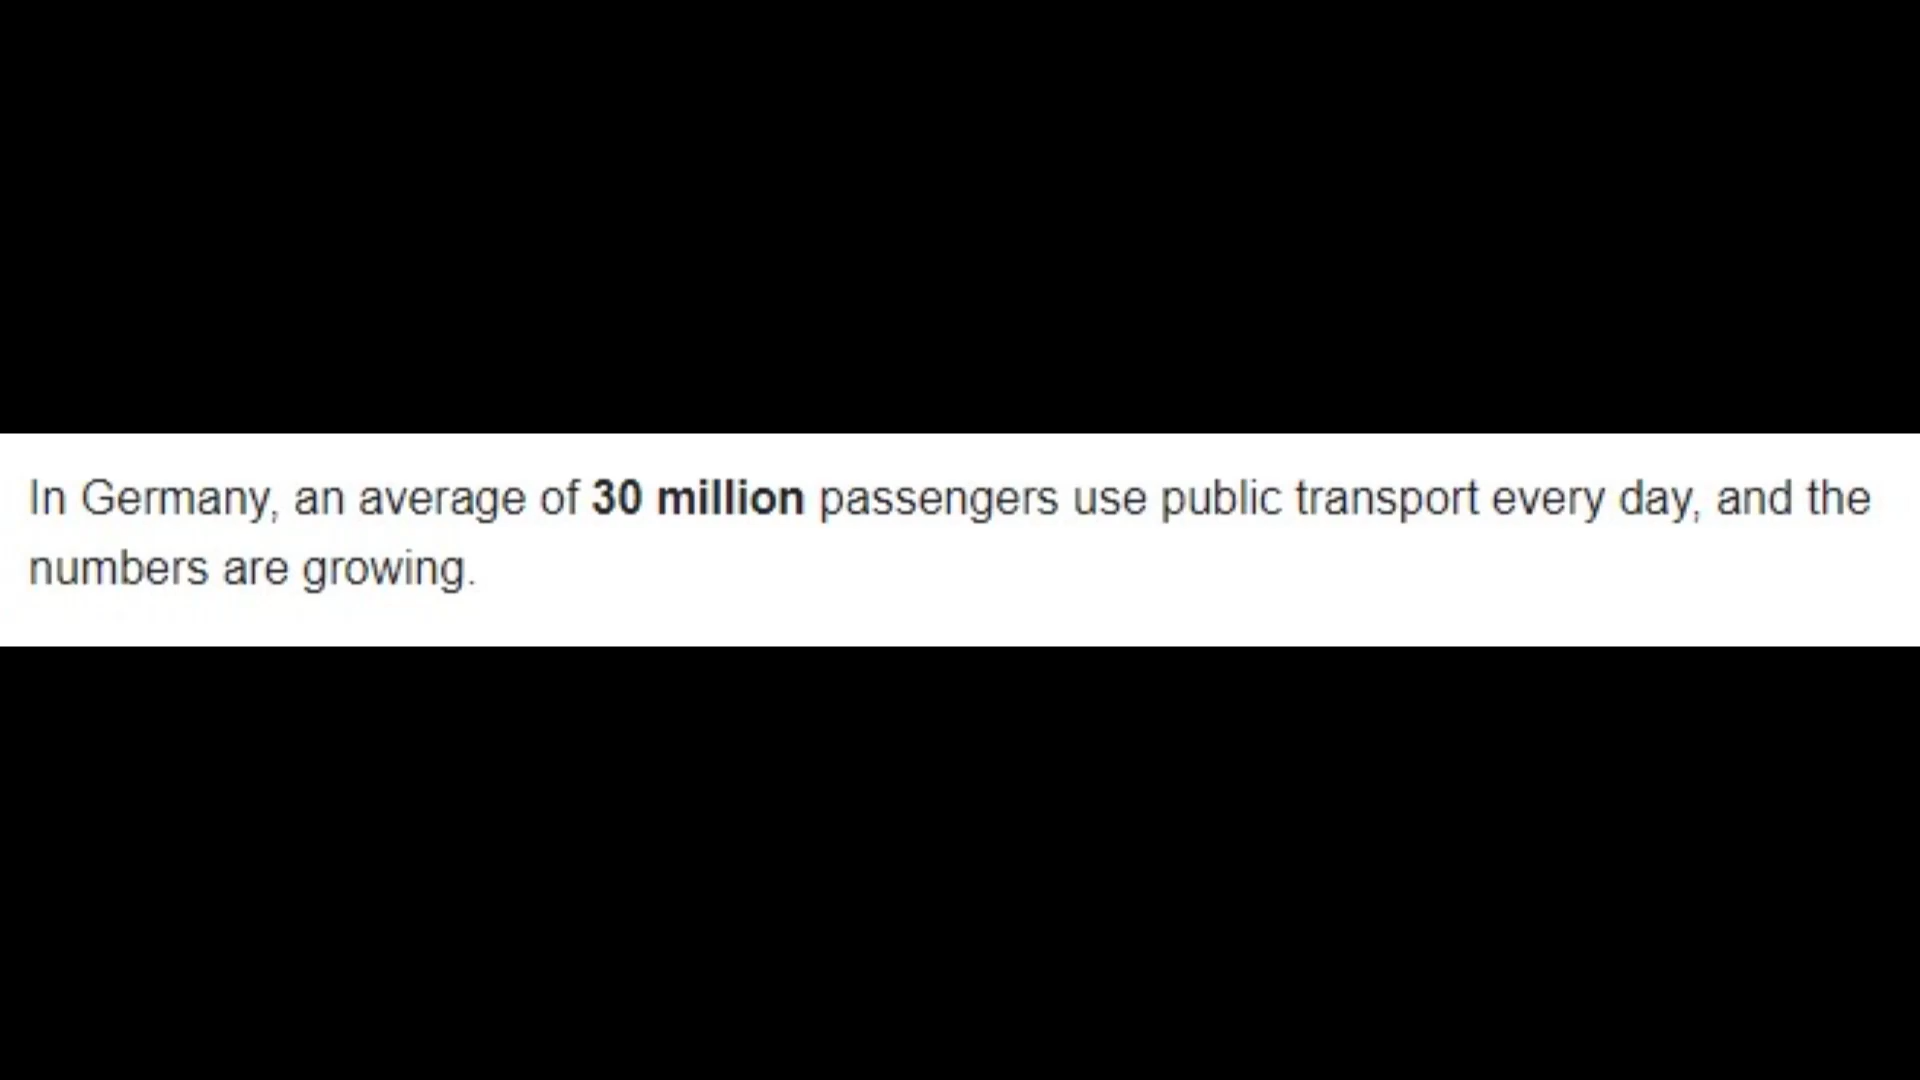 In Germany, an average of 30 million passengers use public transport every day, and the
numbers are growing.